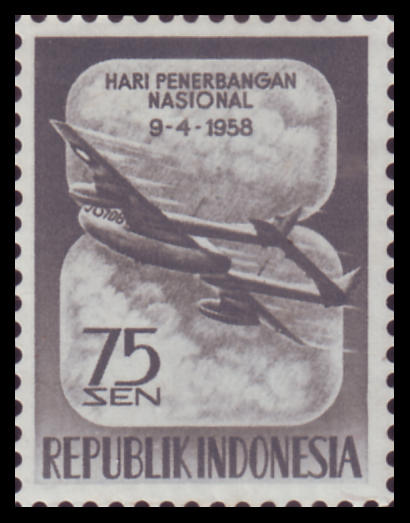 HARI PENERBANGAN
NASIONAL
9-4-1958
75
SEN
REPUBLIK INDONESIA